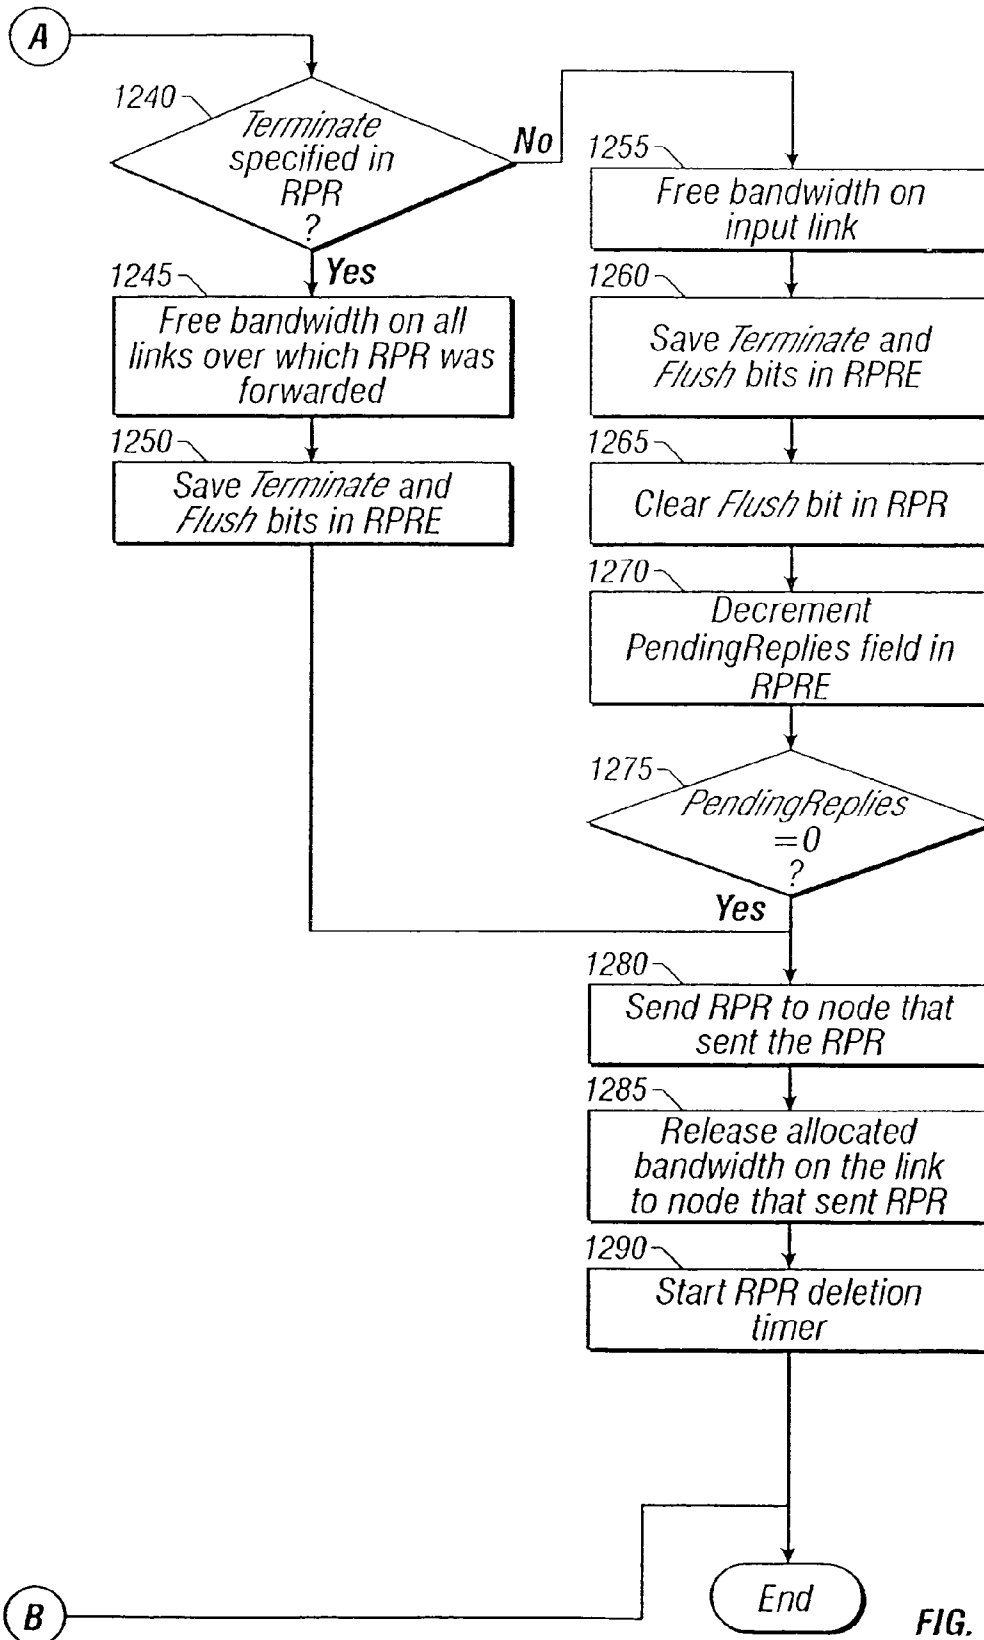 A
1240
Terminate
specified in
RPR
?
No
Yes
1245
Free bandwidth on all
links over which RPR was
forwarded
1250
Save Terminate and
Flush bits in RPRE
1255
Free bandwidth on
input link
1260
Save Terminate and
Flush bits in RPRE
1265
Clear Flush bit in RPR
1270
Decrement
PendingReplies field in
RPRE
1275
PendingReplies
=0
?
Yes
1280
Send RPR to node that
sent the RPR
1285
Release allocated
bandwidth on the link
to node that sent RPR
1290
Start RPR deletion
timer
End
B
FIG.